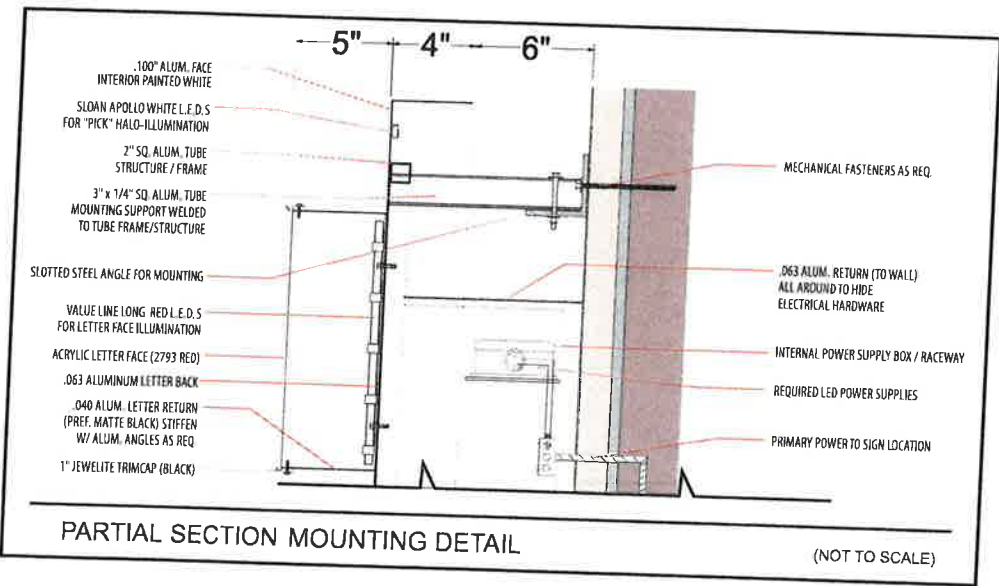 5" 4" 6"
.100" ALUM. FACE
INTERIOR PAINTED WHITE
SLOAN APOLLO WHITE L.E.D.S
FOR "PICK" HALO-ILLUMINATION
2" SQ. ALUM. TUBE
STRUCTURE / FRAME
3" x 1/4" SQ. ALUM. TUBE
MOUNTING SUPPORT WELDED
TO TUBE FRAME/STRUCTURE
SLOTTED STEEL ANGLE FOR MOUNTING
VALUE LINE LONG RED L.E.D.S
FOR LETTER FACE ILLUMINATION
ACRYLIC LETTER FACE (2793 RED)
.063 ALUMINUM LETTER BACK
.040 ALUM. LETTER RETURN
(PREF. MATTE BLACK) STIFFEN
W/ ALUM. ANGLES AS REQ
1" JEWELITE TRIMCAP (BLACK)
MECHANICAL FASTENERS AS REQ.
.063 ALUM. RETURN (TO WALL)
ALL AROUND TO HIDE
ELECTRICAL HARDWARE
INTERNAL POWER SUPPLY BOX / RACEWAY
REQUIRED LED POWER SUPPLIES
PRIMARY POWER TO SIGN LOCATION
PARTIAL SECTION MOUNTING DETAIL
(NOT TO SCALE)